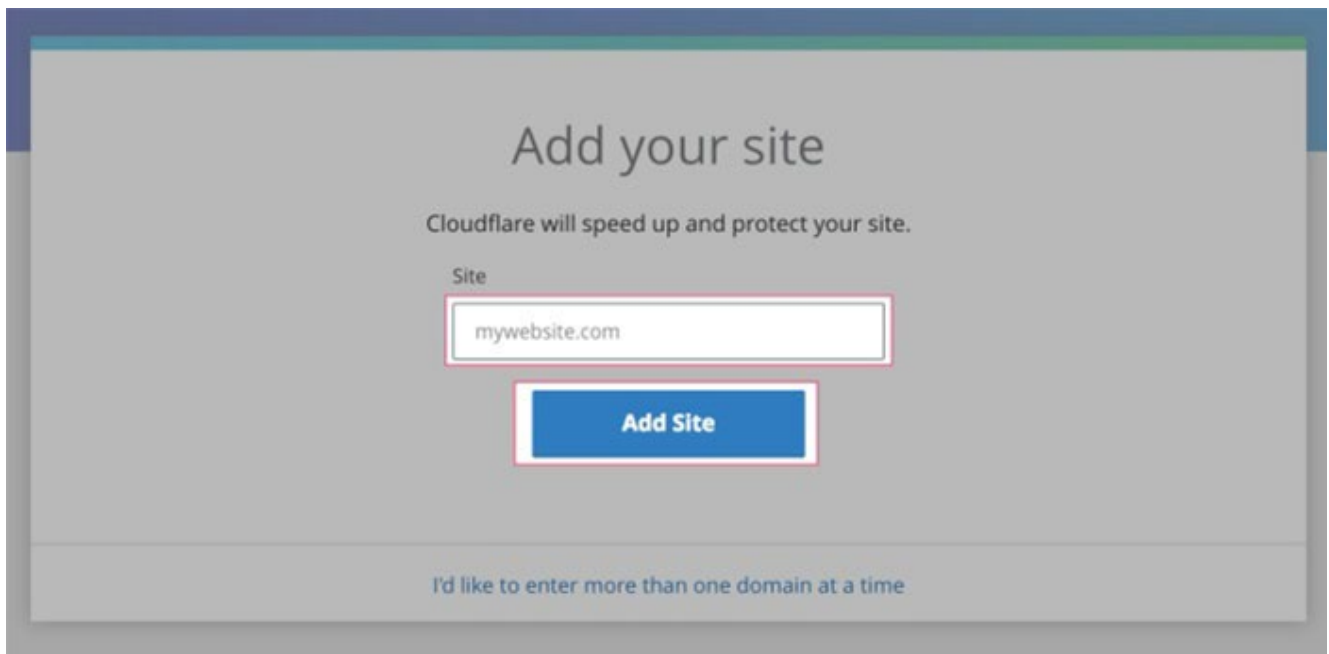 Add your site
Cloudflare will speed up and protect your site.
Site
mywebsite.com
Add Site
I'd like to enter more than one domain at a time